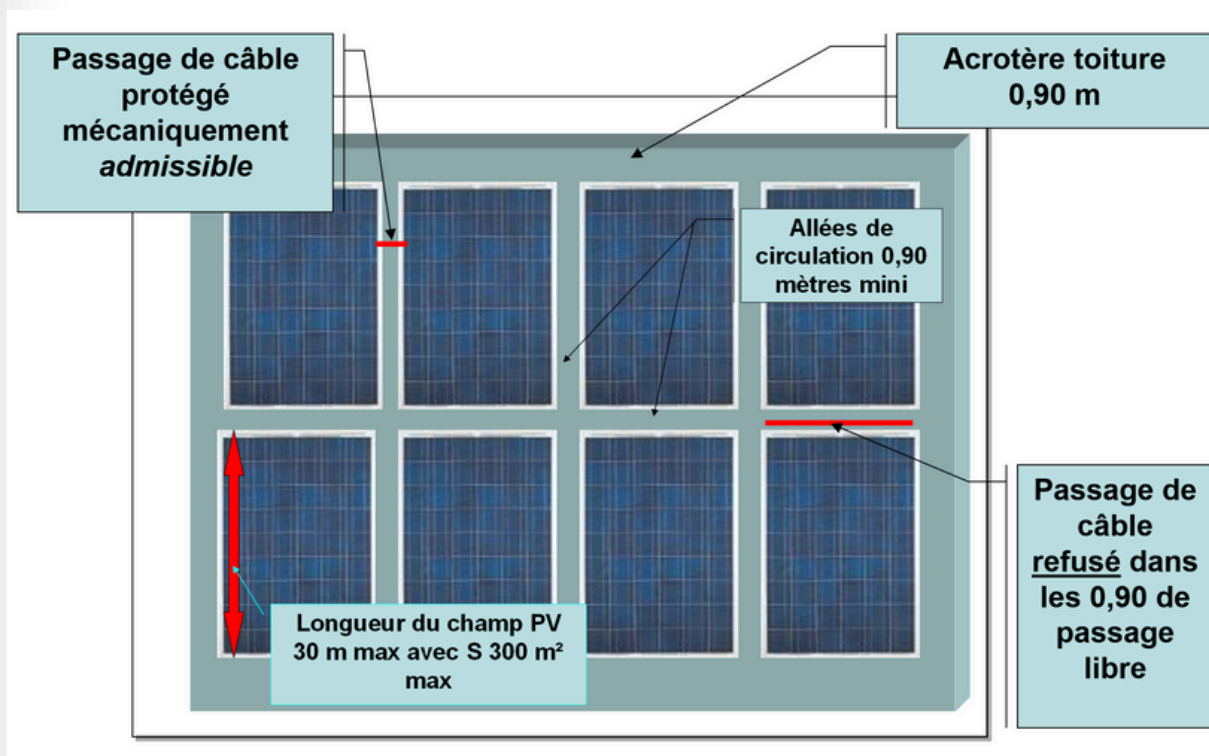 Passage de câble
protégé
mécaniquement
admissible
Acrotère toiture
0,90 m
Allées de
circulation 0,90
mètres mini
Longueur du champ PV
30 m max avec S 300 m²
max
Passage de
câble
refusé dans
les 0,90 de
passage
libre